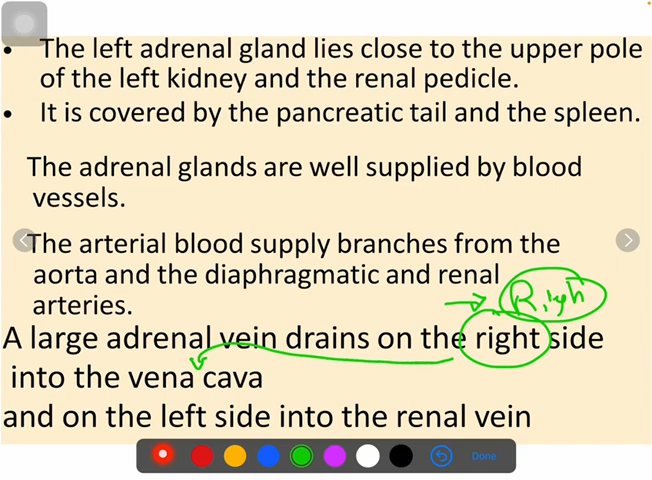 • The left adrenal gland lies close to the upper pole
of the left kidney and the renal pedicle.
• It is covered by the pancreatic tail and the spleen.
The adrenal glands are well supplied by blood
vessels.
The arterial blood supply branches from the
aorta and the diaphragmatic and renal
arteries.
Right
A large adrenal vein drains on the right side
into the vena cava
and on the left side into the renal vein
Done